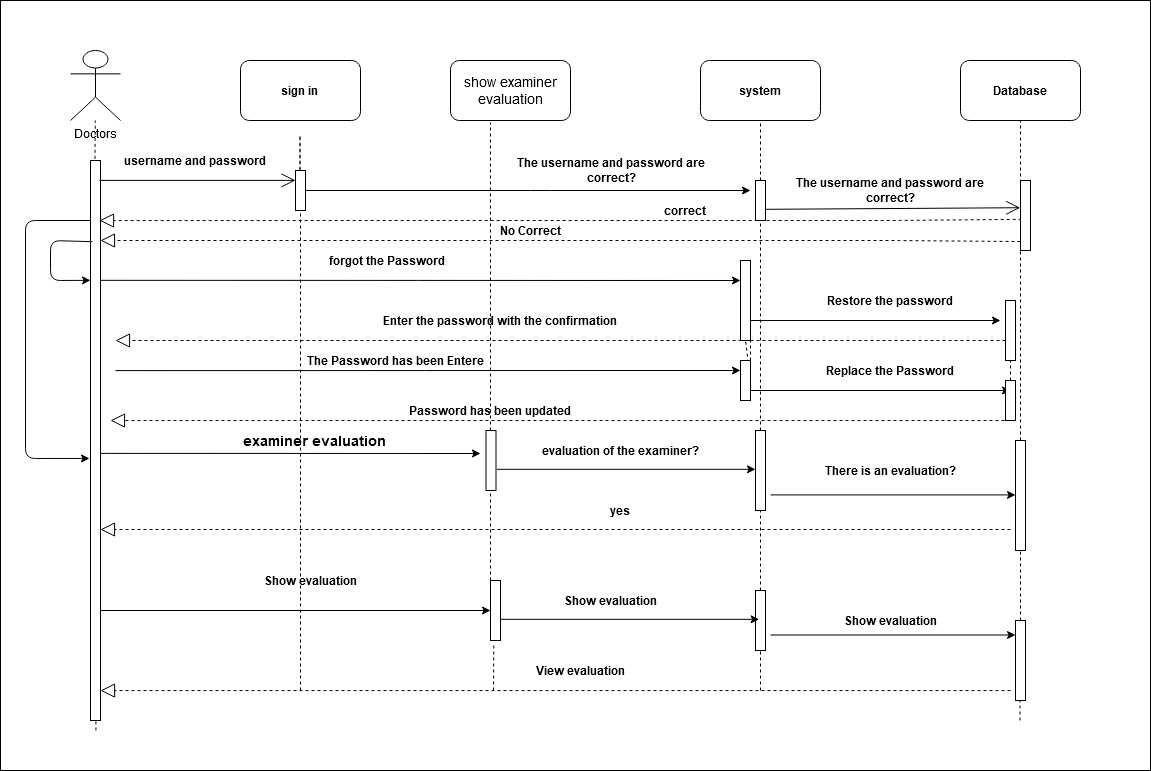 Doctors
sign in
show examiner
evaluation
system
Database
username and password
The username and password are
correct?
The username and password are
correct?
correct
No Correct
forgot the Password
Restore the password
Enter the password with the confirmation
The Password has been Entere
Replace the Password
Password has been updated
examiner evaluation
evaluation of the examiner?
There is an evaluation?
yes
Show evaluation
Show evaluation
Show evaluation
View evaluation